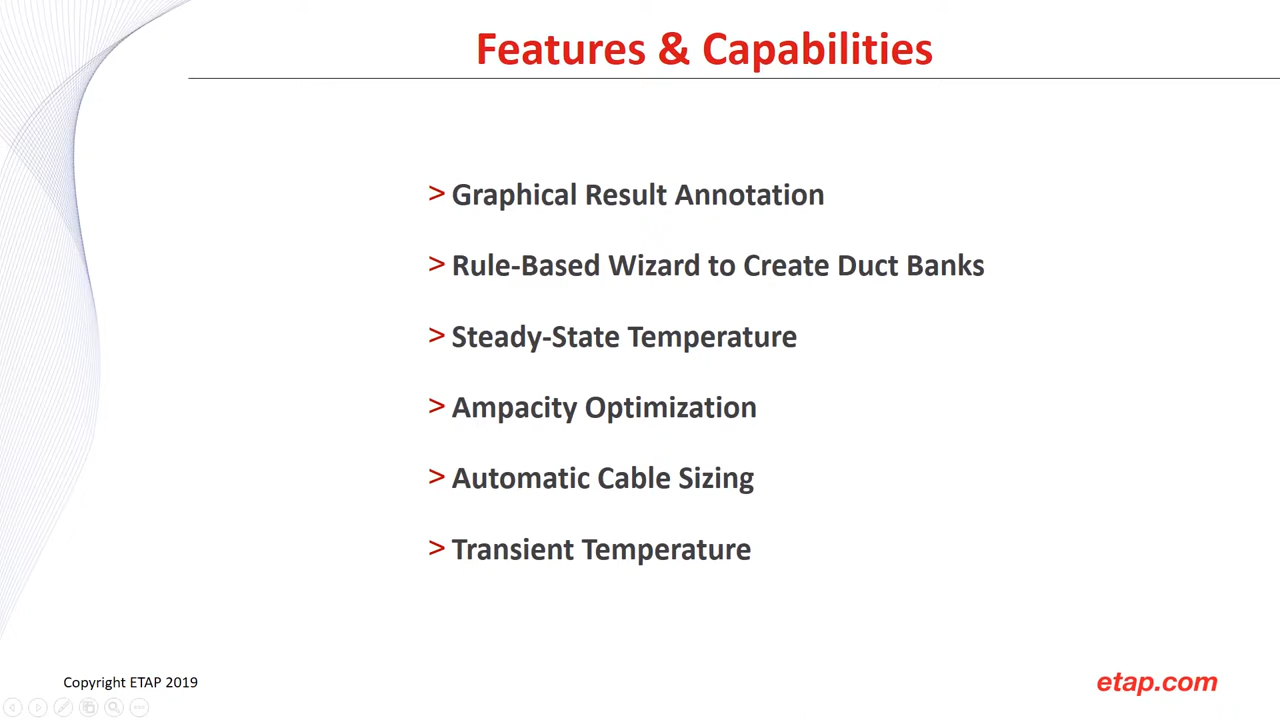 Features & Capabilities
> Graphical Result Annotation
> Rule-Based Wizard to Create Duct Banks
> Steady-State Temperature
> Ampacity Optimization
> Automatic Cable Sizing
> Transient Temperature
Copyright ETAP 2019
etap.com